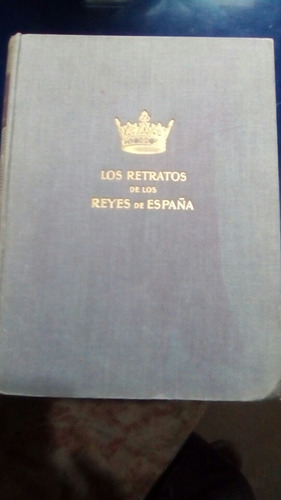 LOS RETRATOS
DE LOS
REYES DE ESPAÑA